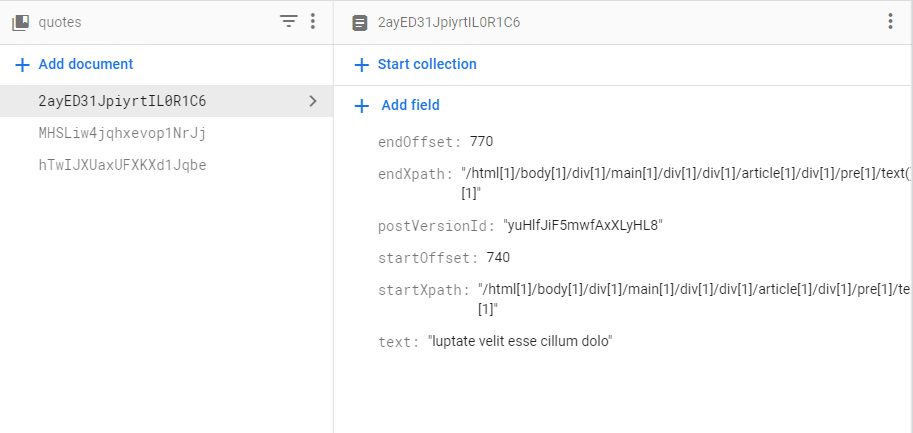 quotes
2ayED31JpiyrtIL0R1C6
Add document
Start collection
2ayED31JpiyrtIL0R1C6
MHSLiw4jqhxevop1NrJj
hTwIJXUaxUFXKXd1Jqbe
Add field
endOffset: 770
endXpath: "/html[1]/body[1]/div[1]/main[1]/div[1]/div[1]/article[1]/div[1]/pre[1]/text(
[1]"
postVersionId: "yuHlfJiF5mwfAxXLyHL8"
startOffset: 740
startXpath: "/html[1]/body[1]/div[1]/main[1]/div[1]/div[1]/article[1]/div[1]/pre[1]/te
[1]"
text: "luptate velit esse cillum dolo"